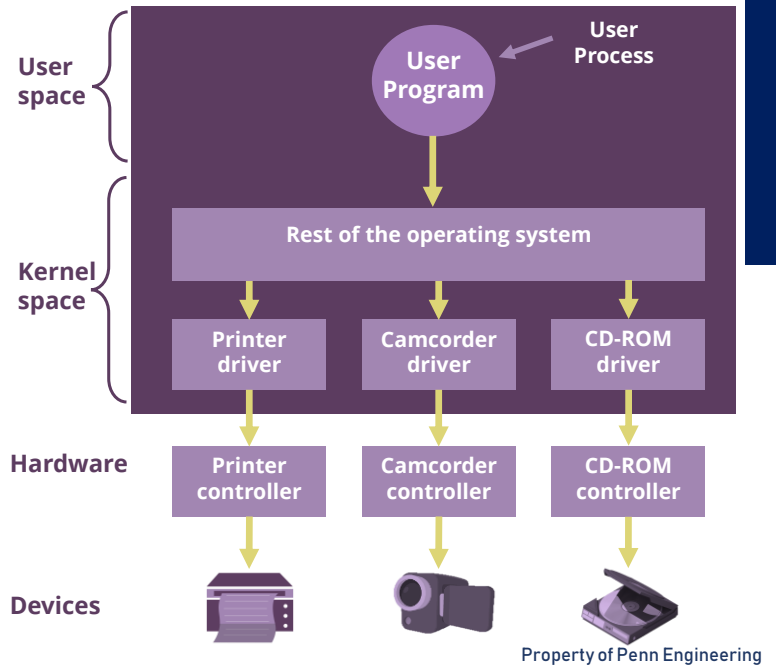 User
space
User
Program
User
Process
Kernel
space
Rest of the operating system
Printer
driver
Camcorder
driver
CD-ROM
driver
Hardware
Printer
controller
Camcorder
controller
CD-ROM
controller
Devices
Property of Penn Engineering